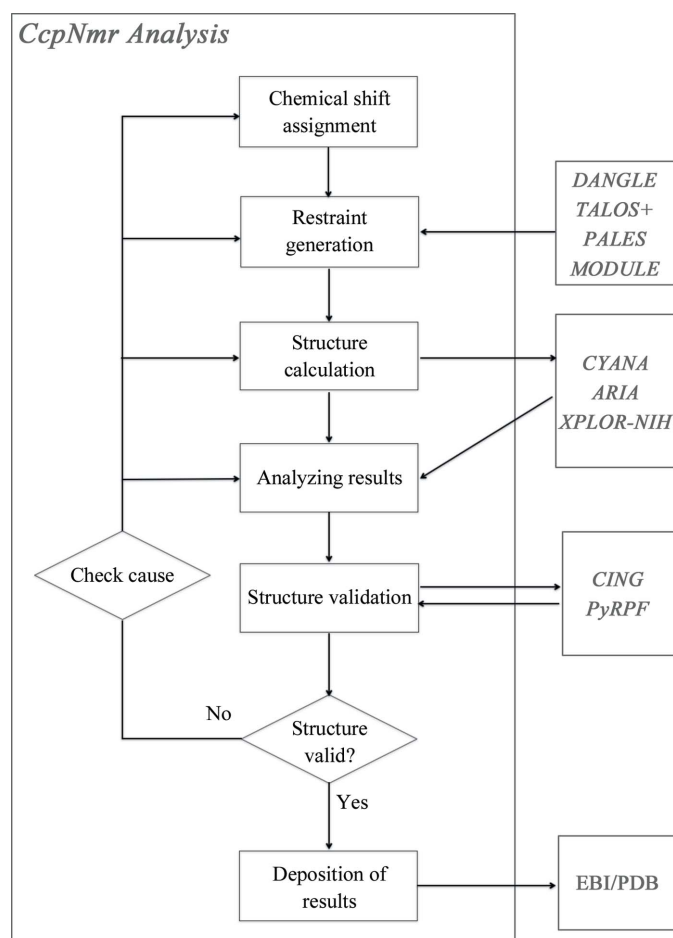 CcpNmr Analysis
Chemical shift
assignment
DANGLE
TALOS+
PALES
MODULE
Restraint
generation
Structure
calculation
CYANA
ARIA
XPLOR-NIH
Analyzing results
Check cause
Structure validation
CING
PyRPF
No
Structure
valid?
Yes
Deposition of
results
EBI/PDB